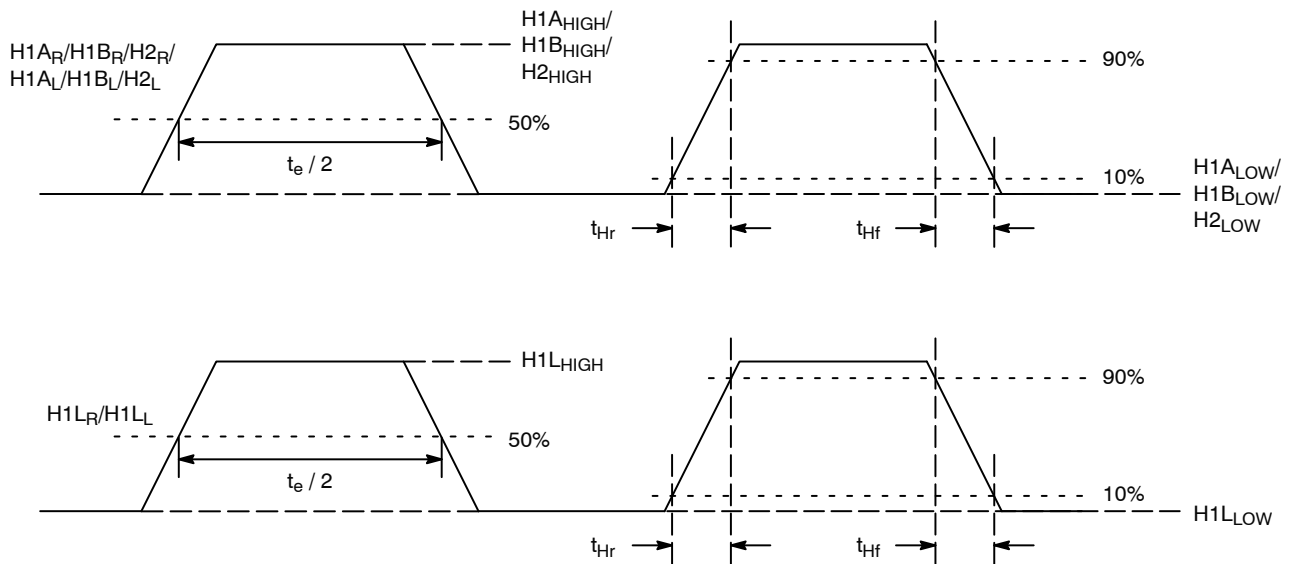 H1A_R/H1B_R/H2_R/
H1A_L/H1B_L/H2_L
H1A_HIGH/
H1B_HIGH/
H2_HIGH
50%
t_e / 2
90%
10%
H1A_LOW/
H1B_LOW/
H2_LOW
t_Hr
t_Hf
H1L_R/H1L_L
H1L_HIGH
50%
t_e / 2
90%
10%
H1L_LOW
t_Hr
t_Hf